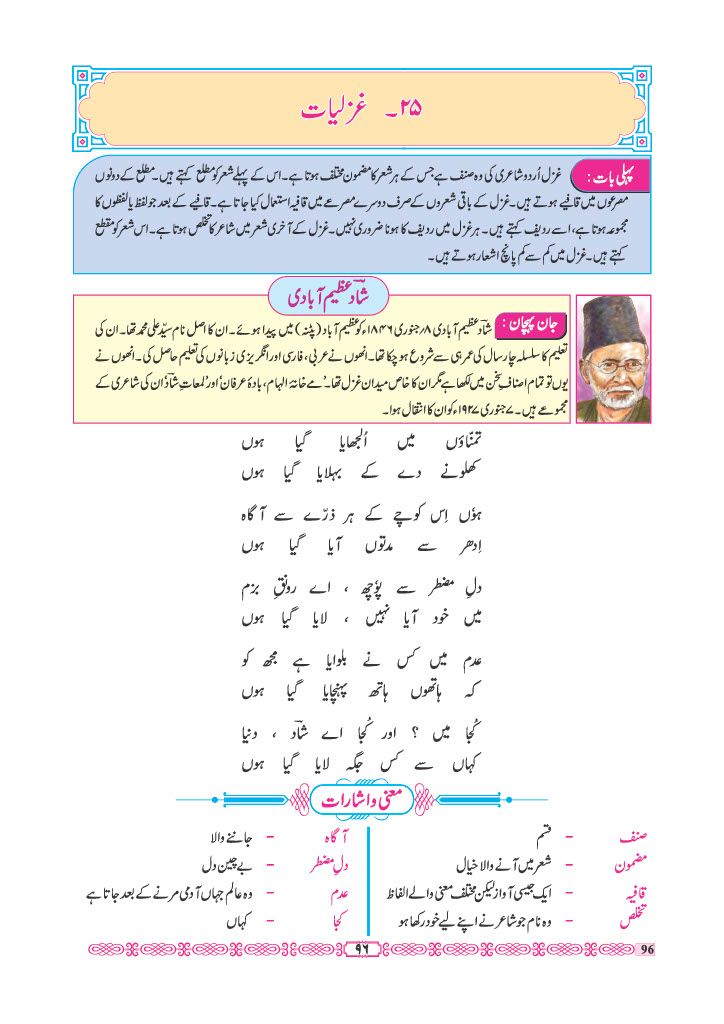 ۲۵۔ غزلیات
پہلی بات : غزل اُردو شاعری کی وہ صنف ہے جس کے ہر شعر کا مضمون مختلف ہوتا ہے۔ اس کے پہلے شعر کو مطلع کہتے ہیں۔ مطلع کے دونوں
مصرعوں میں قافیے ہوتے ہیں۔ غزل کے باقی شعروں کے صرف دوسرے مصرعے میں قافیہ استعمال کیا جاتا ہے۔ قافیے کے بعد جو لفظ یا لفظوں کا
مجموعہ ہوتا ہے، اسے ردیف کہتے ہیں۔ ہر غزل میں ردیف کا ہونا ضروری نہیں۔ غزل کے آخری شعر میں شاعر کا تخلص ہوتا ہے۔ اس شعر کو مقطع
کہتے ہیں۔ غزل میں کم سے کم پانچ اشعار ہوتے ہیں۔
شادؔ عظیم آبادی
جان پہچان : شادؔ عظیم آبادی ۸؍جنوری ۱۸۴۶ء کو عظیم آباد (پٹنہ) میں پیدا ہوئے۔ ان کا اصل نام سیّد علی محمد تھا۔ ان کی
تعلیم کا سلسلہ چار سال کی عمر ہی سے شروع ہو چکا تھا۔ انھوں نے عربی، فارسی اور انگریزی زبانوں کی تعلیم حاصل کی۔ انھوں نے
یوں تو تمام اصنافِ سخن میں لکھا ہے مگر ان کا خاص میدان غزل تھا۔ ’مے خانۂ الہام، بادۂ عرفاں‘ اور ’لمعاتِ شاد‘ ان کی شاعری کے
مجموعے ہیں۔ ۷؍جنوری ۱۹۲۷ء کو ان کا انتقال ہوا۔
تمنّاؤں میں اُلجھایا گیا ہوں
کھلونے دے کے بہلایا گیا ہوں
ہوں اِس کوچے کے ہر ذرّے سے آگاہ
اِدھر سے مدتوں آیا گیا ہوں
دلِ مضطر سے پوچھ ، اے رونقِ بزم
میں خود آیا نہیں ، لایا گیا ہوں
عدم میں کس نے بلوایا ہے مجھ کو
کہ ہاتھوں ہاتھ پہنچایا گیا ہوں
کُجا میں ؟ اور کُجا اے شادؔ ، دنیا
کہاں سے کس جگہ لایا گیا ہوں
معنی و اشارات
صنف - قسم
مضمون - شعر میں آنے والا خیال
قافیہ - ایک جیسی آواز لیکن مختلف معنی والے الفاظ
تخلص - وہ نام جو شاعر نے اپنے لیے خود رکھا ہو
آگاہ - جاننے والا
دلِ مضطر - بے چین دل
عدم - وہ عالم جہاں آدمی مرنے کے بعد جاتا ہے
کجا - کہاں
۹۶
96